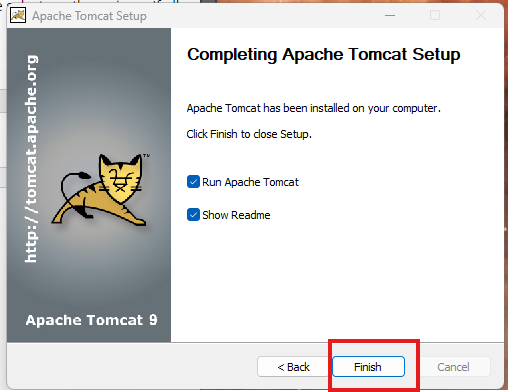 Apache Tomcat Setup
http://tomcat.apache.org
TM
Apache Tomcat 9
Completing Apache Tomcat Setup
Apache Tomcat has been installed on your computer.
Click Finish to close Setup.
Run Apache Tomcat
Show Readme
< Back
Finish
Cancel